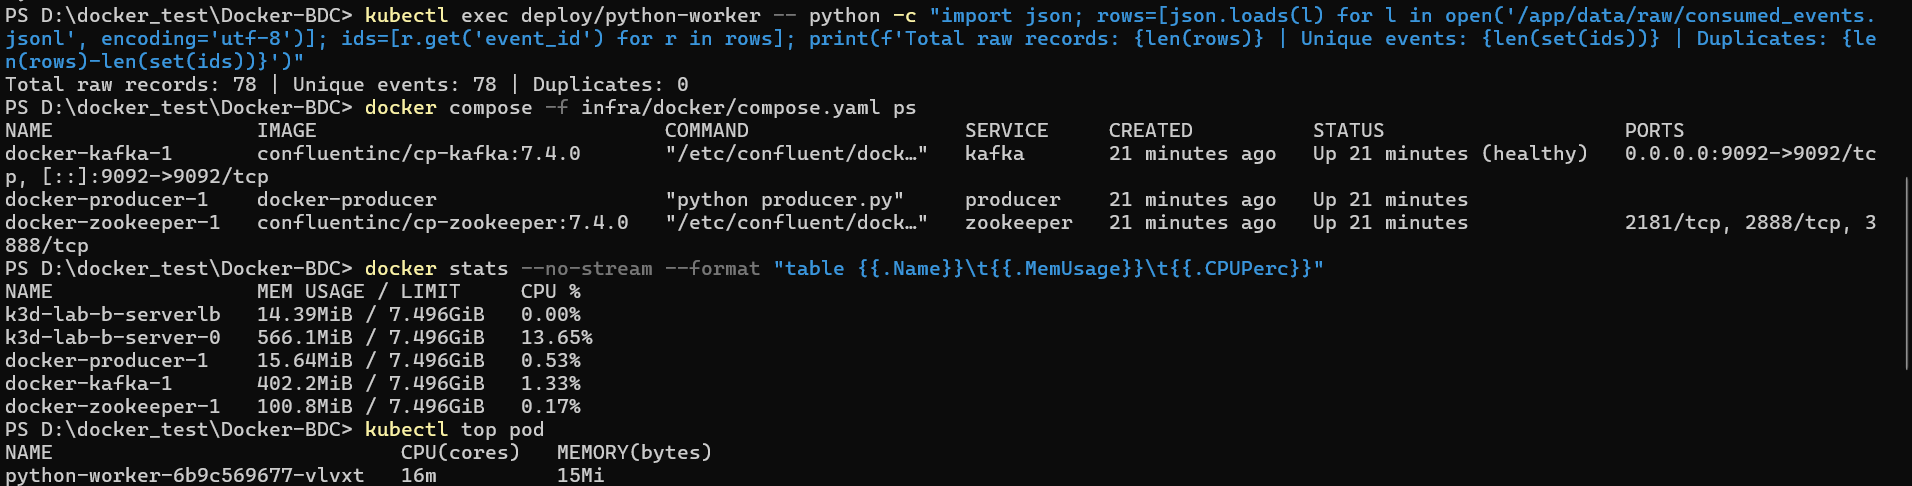 PS D:\docker_test\Docker-BDC> kubectl exec deploy/python-worker -- python -c "import json; rows=[json.loads(l) for l in open('/app/data/raw/consumed_events.
jsonl', encoding='utf-8')]; ids=[r.get('event_id') for r in rows]; print(f'Total raw records: {len(rows)} | Unique events: {len(set(ids))} | Duplicates: {le
n(rows)-len(set(ids))}')"
Total raw records: 78 | Unique events: 78 | Duplicates: 0
PS D:\docker_test\Docker-BDC> docker compose -f infra/docker/compose.yaml ps
NAME                 IMAGE                             COMMAND                  SERVICE     CREATED          STATUS                    PORTS
docker-kafka-1       confluentinc/cp-kafka:7.4.0       "/etc/confluent/dock…"   kafka       21 minutes ago   Up 21 minutes (healthy)   0.0.0.0:9092->9092/tc
p, [::]:9092->9092/tcp
docker-producer-1    docker-producer                   "python producer.py"     producer    21 minutes ago   Up 21 minutes
docker-zookeeper-1   confluentinc/cp-zookeeper:7.4.0   "/etc/confluent/dock…"   zookeeper   21 minutes ago   Up 21 minutes             2181/tcp, 2888/tcp, 3
888/tcp
PS D:\docker_test\Docker-BDC> docker stats --no-stream --format "table {{.Name}}\t{{.MemUsage}}\t{{.CPUPerc}}"
NAME                 MEM USAGE / LIMIT     CPU %
k3d-lab-b-serverlb   14.39MiB / 7.496GiB   0.00%
k3d-lab-b-server-0   566.1MiB / 7.496GiB   13.65%
docker-producer-1    15.64MiB / 7.496GiB   0.53%
docker-kafka-1       402.2MiB / 7.496GiB   1.33%
docker-zookeeper-1   100.8MiB / 7.496GiB   0.17%
PS D:\docker_test\Docker-BDC> kubectl top pod
NAME                             CPU(cores)   MEMORY(bytes)
python-worker-6b9c569677-vlvxt   16m          15Mi